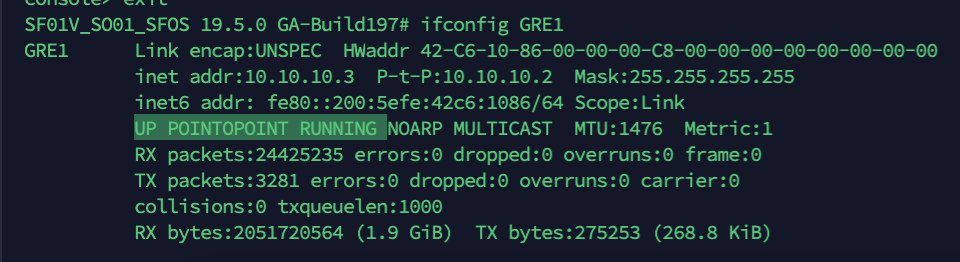 console> exit
SF01V_SO01_SFOS 19.5.0 GA-Build197# ifconfig GRE1
GRE1      Link encap:UNSPEC  HWaddr 42-C6-10-86-00-00-00-C8-00-00-00-00-00-00-00-00
          inet addr:10.10.10.3  P-t-P:10.10.10.2  Mask:255.255.255.255
          inet6 addr: fe80::200:5efe:42c6:1086/64 Scope:Link
          UP POINTOPOINT RUNNING NOARP MULTICAST  MTU:1476  Metric:1
          RX packets:24425235 errors:0 dropped:0 overruns:0 frame:0
          TX packets:3281 errors:0 dropped:0 overruns:0 carrier:0
          collisions:0 txqueuelen:1000
          RX bytes:2051720564 (1.9 GiB)  TX bytes:275253 (268.8 KiB)